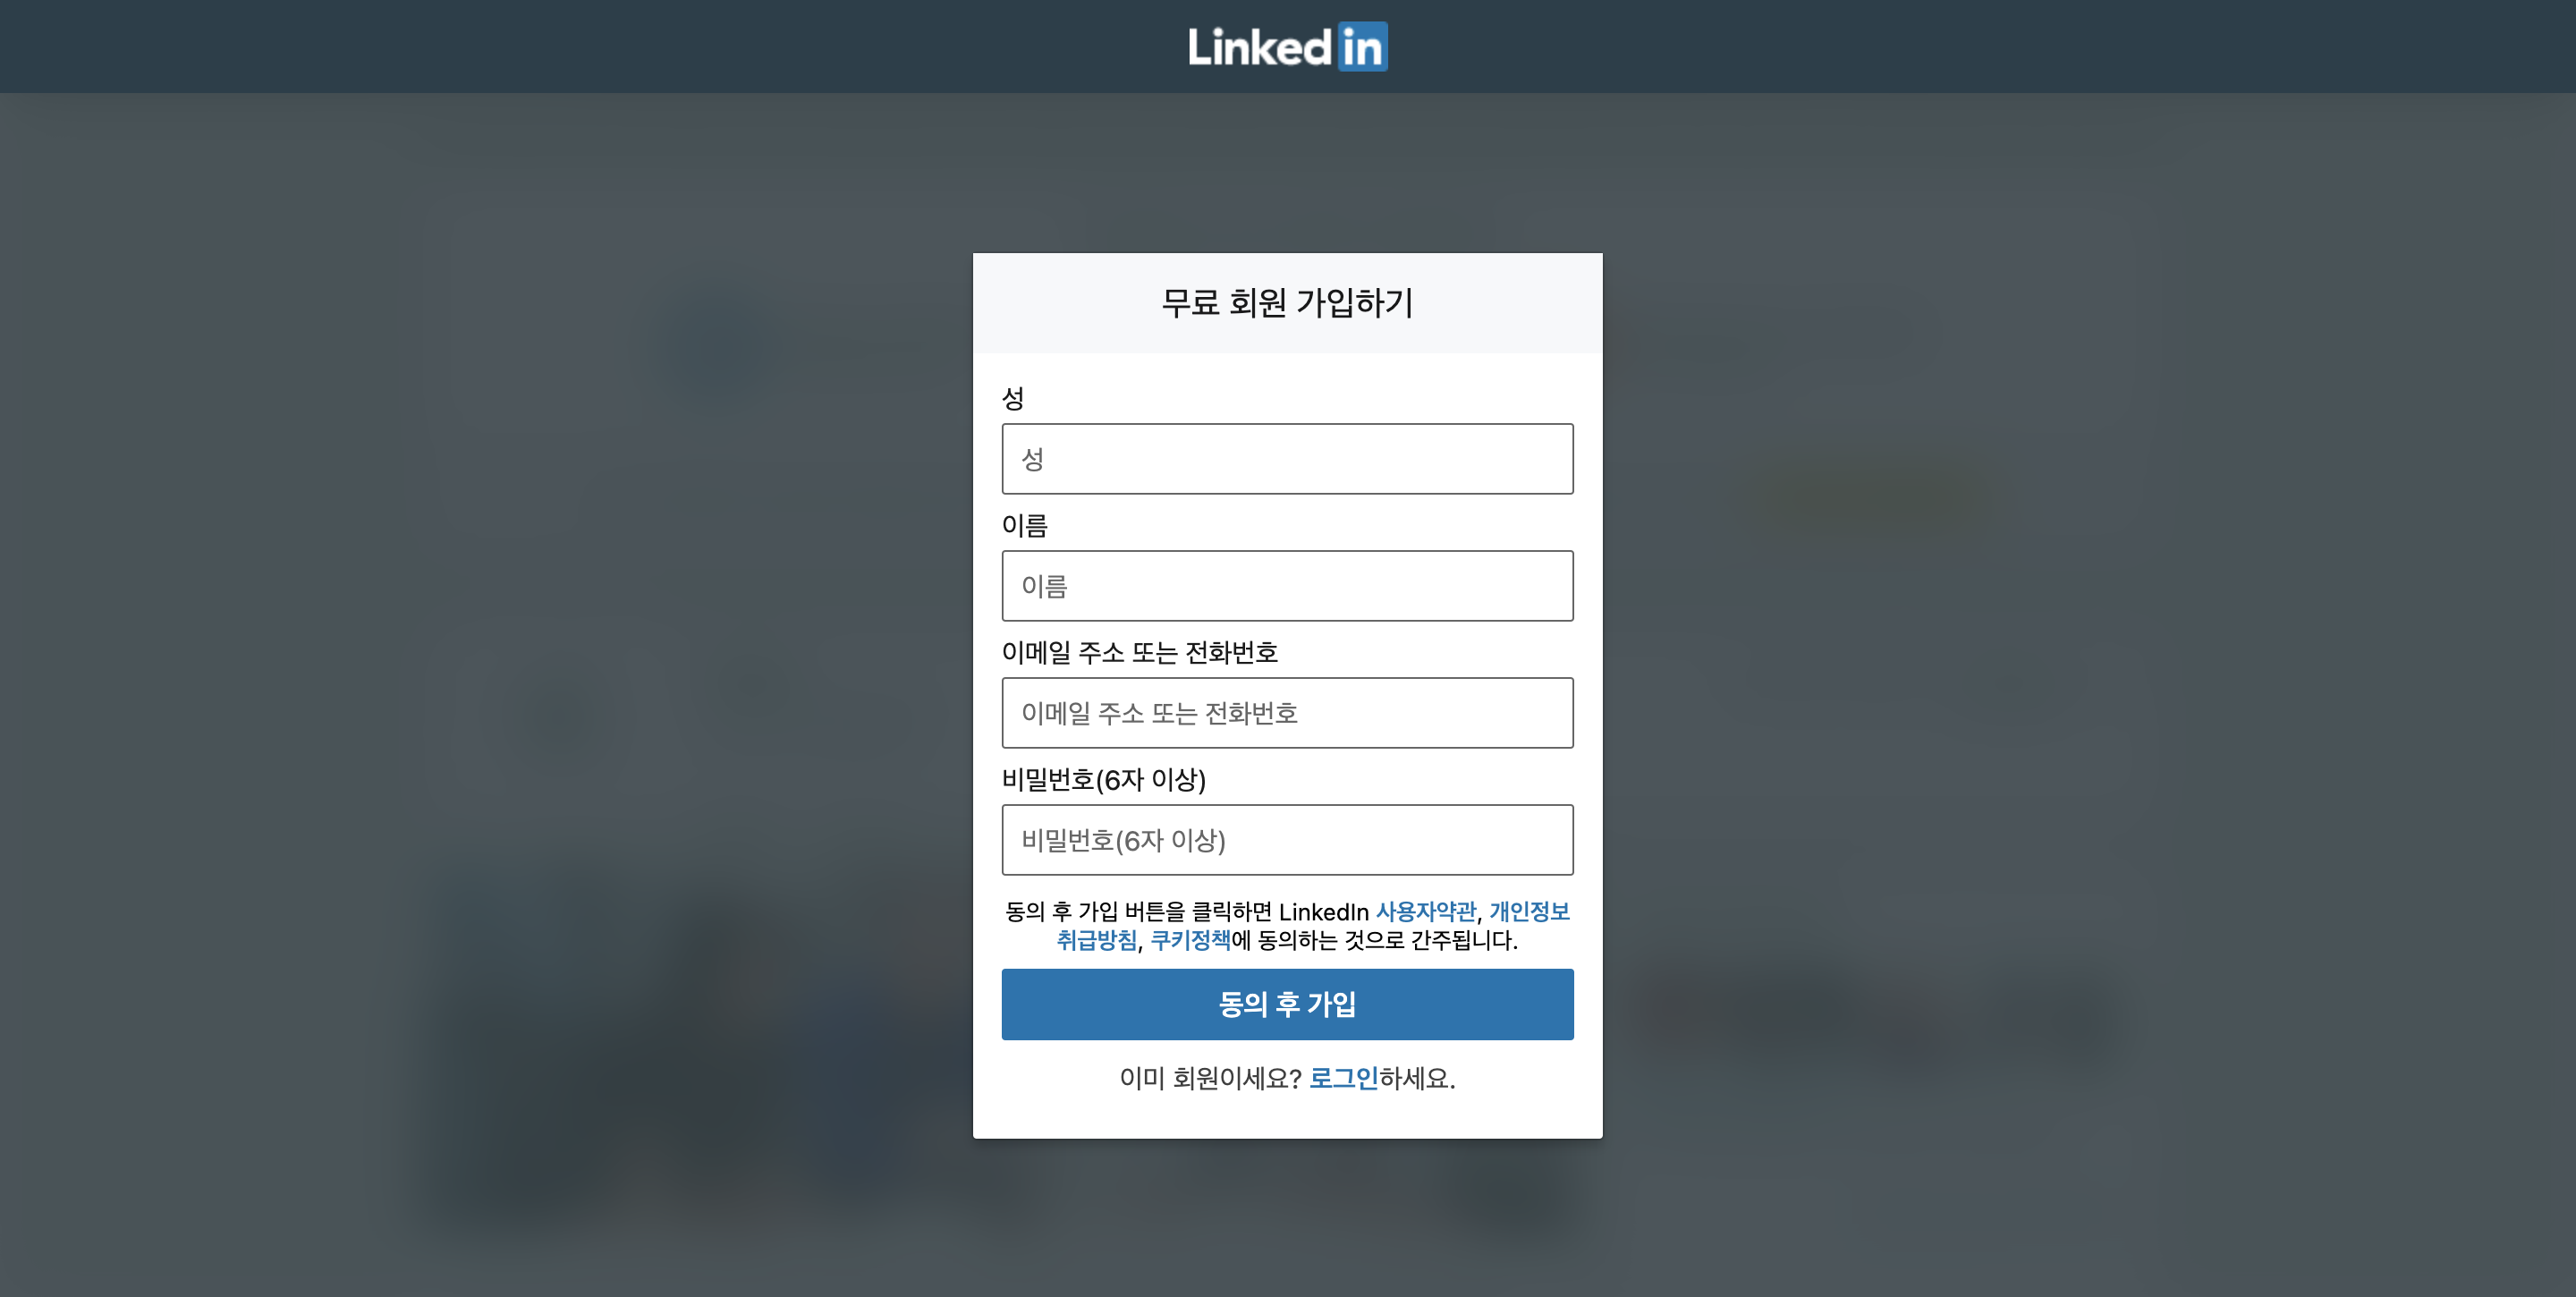 Linked in
무료 회원 가입하기
성
성
이름
이름
이메일 주소 또는 전화번호
이메일 주소 또는 전화번호
비밀번호(6자 이상)
비밀번호(6자 이상)
동의 후 가입 버튼을 클릭하면 LinkedIn 사용자약관, 개인정보
취급방침, 쿠키정책에 동의하는 것으로 간주됩니다.
동의 후 가입
이미 회원이세요? 로그인하세요.